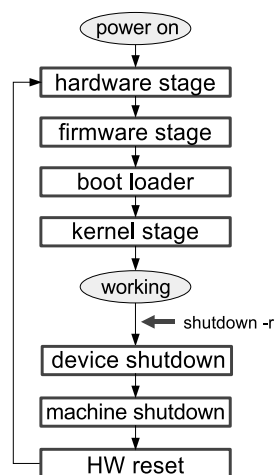 power on
hardware stage
firmware stage
boot loader
kernel stage
working
shutdown -r
device shutdown
machine shutdown
HW reset